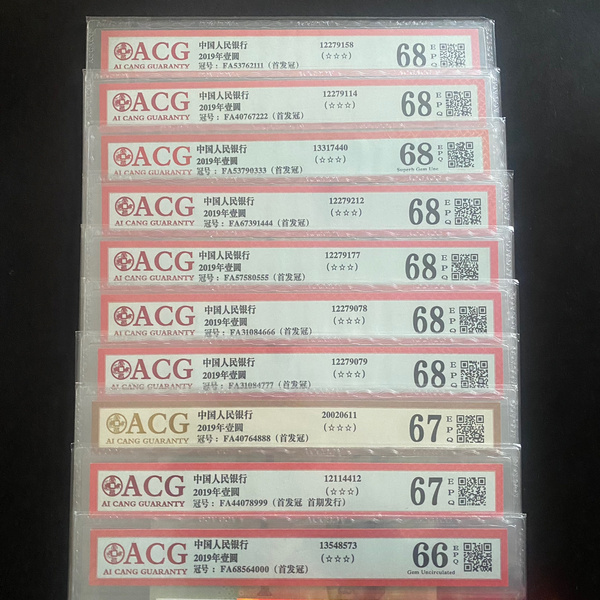 ACG 中国人民银行 12279158 68 E P Q
AI CANG GUARANTY 2019年壹圆 (☆☆☆)
冠号：FA53762111（首发冠）
ACG 中国人民银行 12279114 68 E P Q
AI CANG GUARANTY 2019年壹圆 (☆☆☆)
冠号：FA40767222（首发冠）
ACG 中国人民银行 13317440 68 E P Q
AI CANG GUARANTY 2019年壹圆 (☆☆☆) Superb Gem Unc
冠号：FA53790333（首发冠）
ACG 中国人民银行 12279212 68 E P Q
AI CANG GUARANTY 2019年壹圆 (☆☆☆)
冠号：FA67391444（首发冠）
ACG 中国人民银行 12279177 68 E P Q
AI CANG GUARANTY 2019年壹圆 (☆☆☆)
冠号：FA57580555（首发冠）
ACG 中国人民银行 12279078 68 E P Q
AI CANG GUARANTY 2019年壹圆 (☆☆☆)
冠号：FA31084666（首发冠）
ACG 中国人民银行 12279079 68 E P Q
AI CANG GUARANTY 2019年壹圆 (☆☆☆)
冠号：FA31084777（首发冠）
ACG 中国人民银行 20020611 67 E P Q
AI CANG GUARANTY 2019年壹圆 (☆☆☆)
冠号：FA40764888（首发冠）
ACG 中国人民银行 12114412 67 E P Q
AI CANG GUARANTY 2019年壹圆 (☆☆☆)
冠号：FA44078999（首发冠 首期发行）
ACG 中国人民银行 13548573 66 E P Q
AI CANG GUARANTY 2019年壹圆 (☆☆☆) Gem Uncirculated
冠号：FA68564000（首发冠）